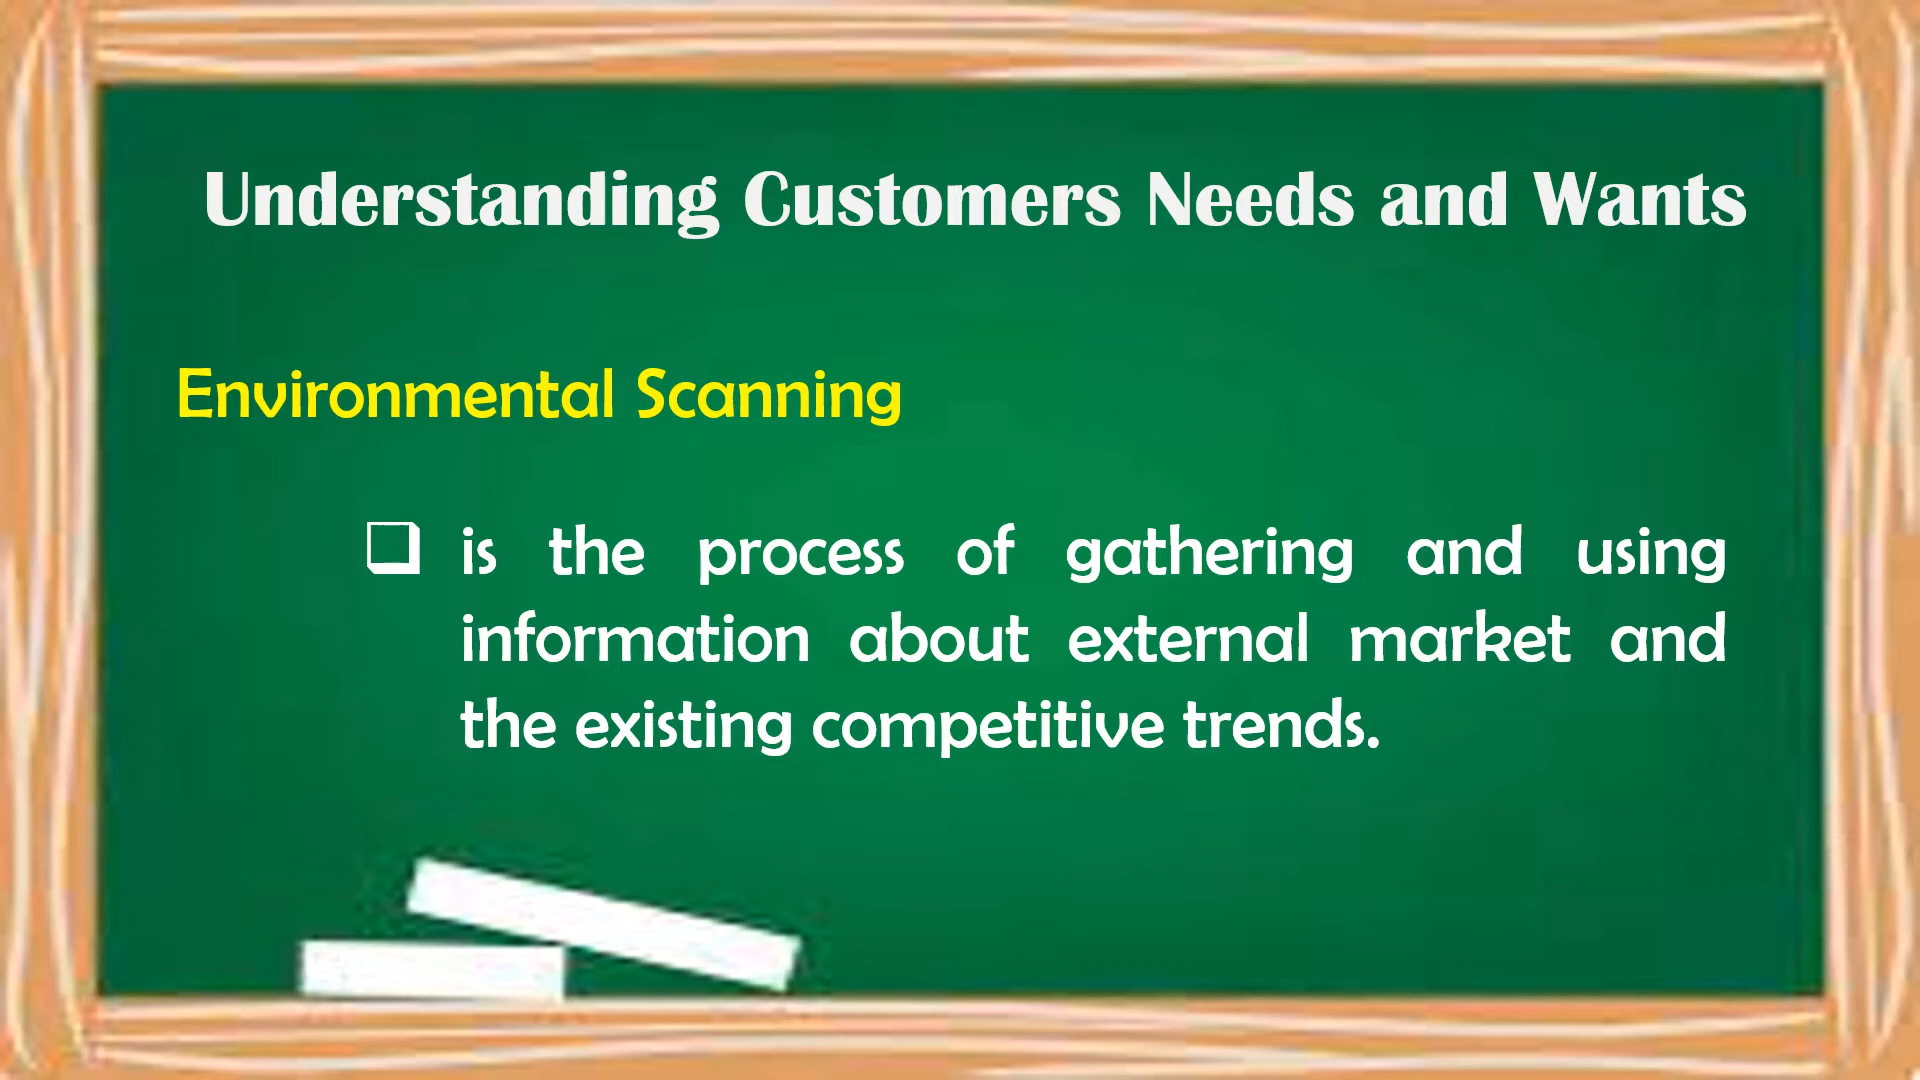 Understanding Customers Needs and Wants
Environmental Scanning
❑ is the process of gathering and using
information about external market and
the existing competitive trends.